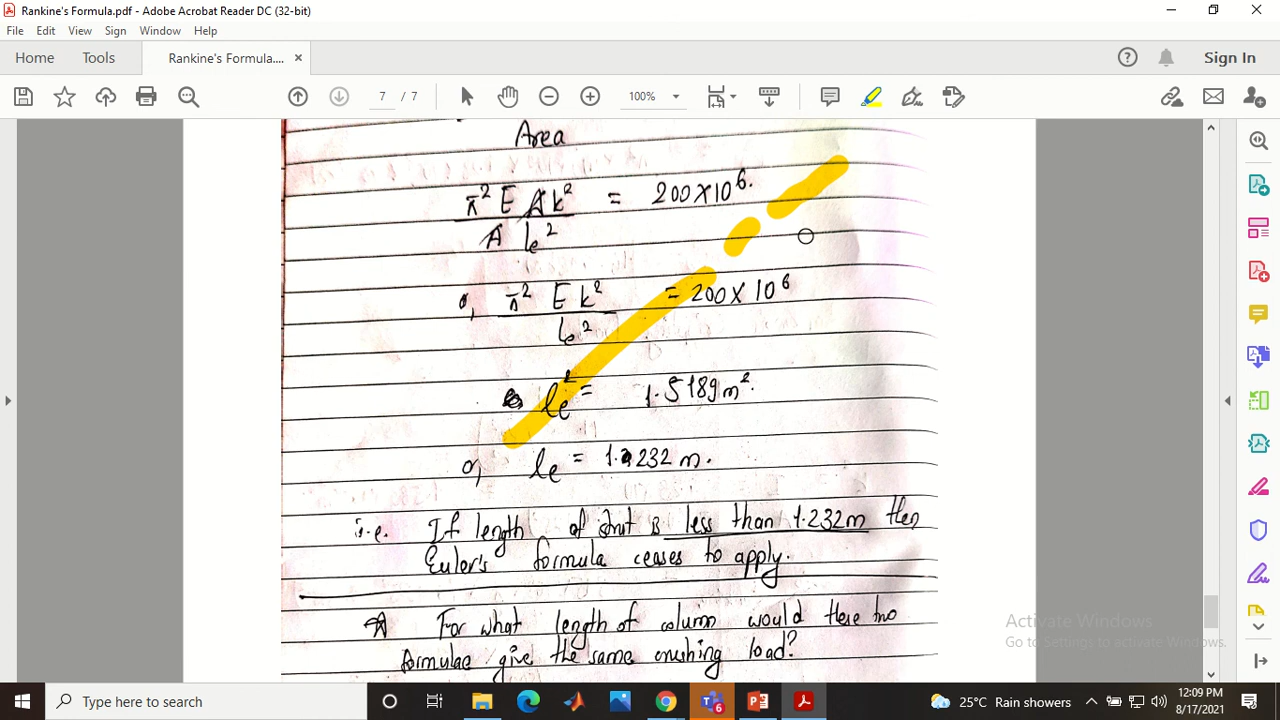 Rankine's Formula.pdf - Adobe Acrobat Reader DC (32-bit)
File Edit View Sign Window Help
Home Tools Rankine's Formula.... × Sign In
7 / 7 100%
Area
π² E A k² / A le² = 200 X 10⁶.
or, π² E k² / le² = 200 X 10⁶
le² = 1.5189 m².
or, le = 1.232 m.
i.e. If length of strut is less than 1.232m then
Euler's formula ceases to apply.
For what length of column would these two
formulae give the same crushing load?
Activate Windows
Go to Settings to activate Windows.
Type here to search 6 25°C Rain showers 12:09 PM
8/17/2021